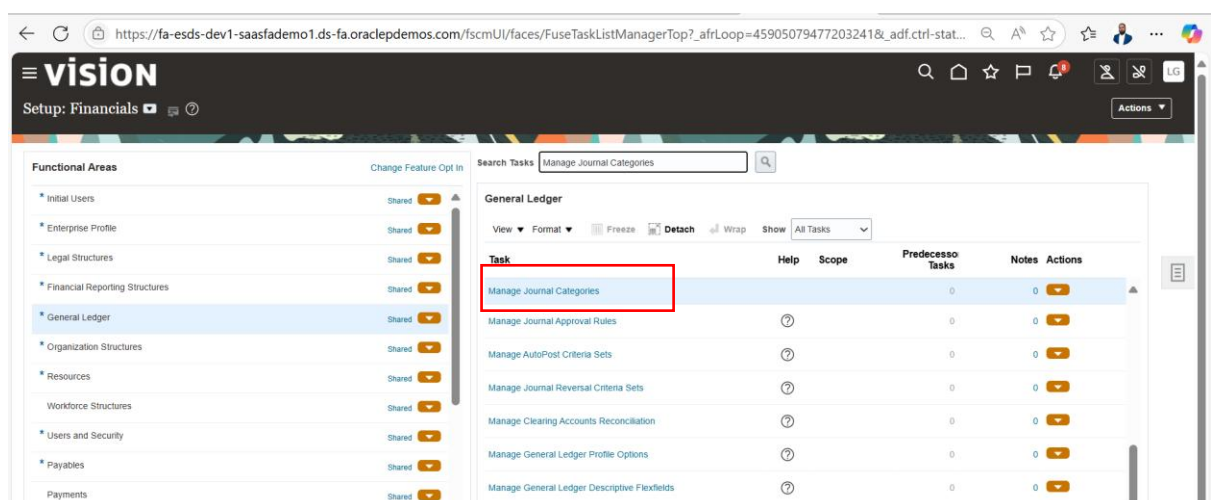 https://fa-esds-dev1-saasfademo1.ds-fa.oraclepdemos.com/fscmUI/faces/FuseTaskListManagerTop?_afrLoop=45905079477203241&_adf.ctrl-stat...
vision
LG
Setup: Financials
Actions
Functional Areas
Change Feature Opt In
* Initial Users Shared
* Enterprise Profile Shared
* Legal Structures Shared
* Financial Reporting Structures Shared
* General Ledger Shared
* Organization Structures Shared
* Resources Shared
Workforce Structures Shared
* Users and Security Shared
* Payables Shared
Payments Shared
Search Tasks Manage Journal Categories
General Ledger
View Format Freeze Detach Wrap Show All Tasks
Task Help Scope Predecesso Tasks Notes Actions
Manage Journal Categories 0 0
Manage Journal Approval Rules 0 0
Manage AutoPost Criteria Sets 0 0
Manage Journal Reversal Criteria Sets 0 0
Manage Clearing Accounts Reconciliation 0 0
Manage General Ledger Profile Options 0 0
Manage General Ledger Descriptive Flexfields 0 0